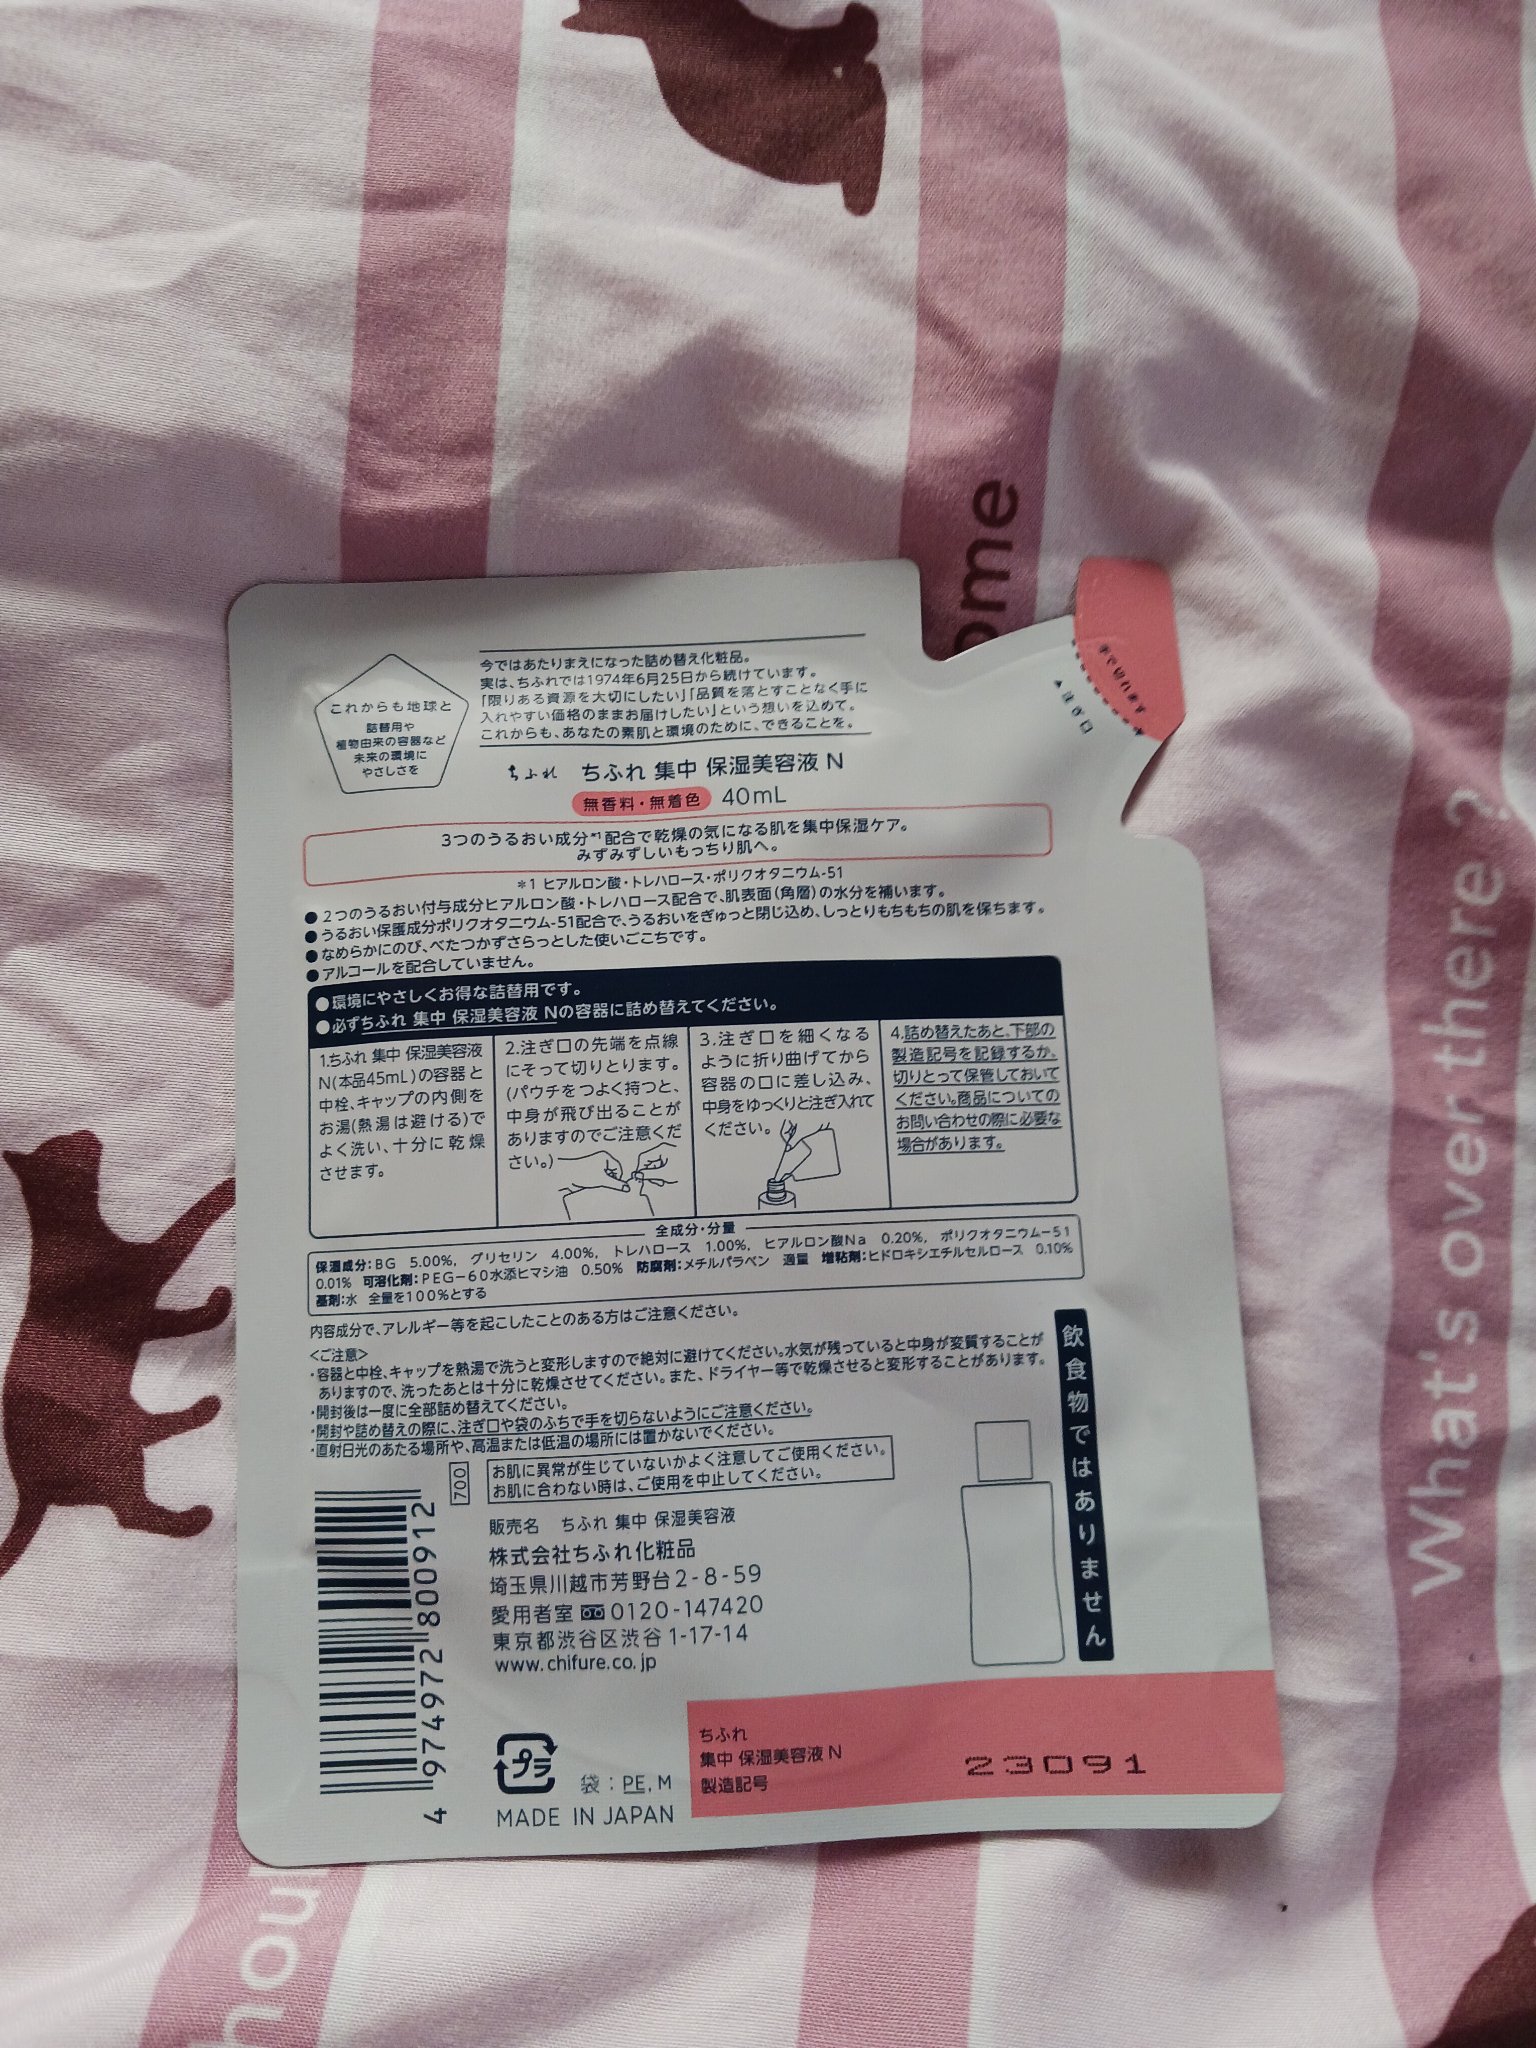 これからも地球と
詰替用や
植物由来の容器など
未来の環境に
やさしさを
今ではあたりまえになった詰め替え化粧品。
実は、ちふれでは1974年6月25日から続けています。
「限りある資源を大切にしたい」「品質を落とすことなく手に
入れやすい価格のままお届けしたい」という想いを込めて。
これからも、あなたの素肌と環境のために、できることを。
手で切れます
▲注ぎ口
ちふれ ちふれ 集中 保湿美容液 N
無香料・無着色 40mL
3つのうるおい成分*1配合で乾燥の気になる肌を集中保湿ケア。
みずみずしいもっちり肌へ。
*1 ヒアルロン酸・トレハロース・ポリクオタニウム-51
●2つのうるおい付与成分ヒアルロン酸・トレハロース配合で、肌表面(角層)の水分を補います。
●うるおい保護成分ポリクオタニウム-51配合で、うるおいをぎゅっと閉じ込め、しっとりもちもちの肌を保ちます。
●なめらかにのび、べたつかずさらっとした使いごこちです。
●アルコールを配合していません。
●環境にやさしくお得な詰替用です。
●必ずちふれ 集中 保湿美容液 Nの容器に詰め替えてください。
1.ちふれ 集中 保湿美容液
N(本品45mL)の容器と
中栓、キャップの内側を
お湯(熱湯は避ける)で
よく洗い、十分に乾燥
させます。
2.注ぎ口の先端を点線
にそって切りとります。
(パウチをつよく持つと、
中身が飛び出ることが
ありますのでご注意くだ
さい。)
3.注ぎ口を細くなる
ように折り曲げてから
容器の口に差し込み、
中身をゆっくりと注ぎ入れて
ください。
4.詰め替えたあと、下部の
製造記号を記録するか、
切りとって保管しておいて
ください。商品についての
お問い合わせの際に必要な
場合があります。
全成分・分量
保湿成分:BG 5.00%, グリセリン 4.00%, トレハロース 1.00%, ヒアルロン酸Na 0.20%, ポリクオタニウム-51
0.01% 可溶化剤:PEG-60水添ヒマシ油 0.50% 防腐剤:メチルパラベン 適量 増粘剤:ヒドロキシエチルセルロース 0.10%
基剤:水 全量を100%とする
内容成分で、アレルギー等を起こしたことのある方はご注意ください。
<ご注意>
・容器と中栓、キャップを熱湯で洗うと変形しますので絶対に避けてください。水気が残っていると中身が変質することが
ありますので、洗ったあとは十分に乾燥させてください。また、ドライヤー等で乾燥させると変形することがあります。
・開封後は一度に全部詰め替えてください。
・開封や詰め替えの際に、注ぎ口や袋のふちで手を切らないようにご注意ください。
・直射日光のあたる場所や、高温または低温の場所には置かないでください。
飲食物ではありません
700
お肌に異常が生じていないかよく注意してご使用ください。
お肌に合わない時は、ご使用を中止してください。
販売名 ちふれ 集中 保湿美容液
株式会社ちふれ化粧品
埼玉県川越市芳野台2-8-59
愛用者室 0120-147420
東京都渋谷区渋谷1-17-14
www.chifure.co.jp
4 974972 800912
プラ
袋：PE, M
MADE IN JAPAN
ちふれ
集中 保湿美容液 N
製造記号
23091
ome
What's over there?
hou